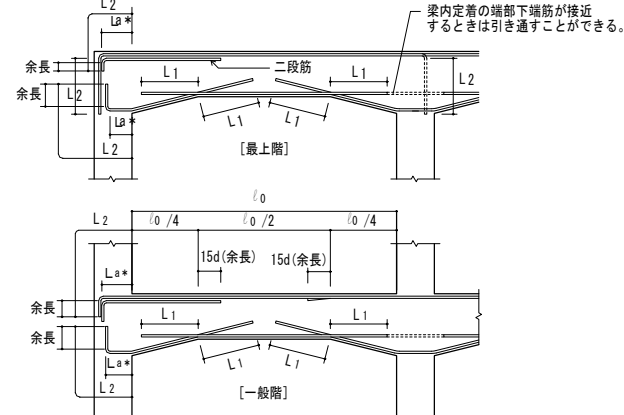 L2
La*
余長
余長
L2
La*
L2
L1
二段筋
L1
L1
L1
梁内定着の端部下端筋が接近
するときは引き通すことができる。
L2
[最上階]
ℓ0
ℓ0/4
ℓ0/2
ℓ0/4
L2
15d(余長)
15d(余長)
La*
余長
余長
L1
L1
La*
L2
L1
L1
[一般階]